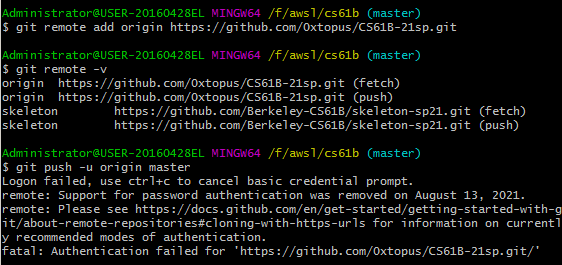 Administrator@USER-20160428EL MINGW64 /f/awsl/cs61b (master)
$ git remote add origin https://github.com/0xtopus/CS61B-21sp.git
Administrator@USER-20160428EL MINGW64 /f/awsl/cs61b (master)
$ git remote -v
origin  https://github.com/0xtopus/CS61B-21sp.git (fetch)
origin  https://github.com/0xtopus/CS61B-21sp.git (push)
skeleton        https://github.com/Berkeley-CS61B/skeleton-sp21.git (fetch)
skeleton        https://github.com/Berkeley-CS61B/skeleton-sp21.git (push)
Administrator@USER-20160428EL MINGW64 /f/awsl/cs61b (master)
$ git push -u origin master
Logon failed, use ctrl+c to cancel basic credential prompt.
remote: Support for password authentication was removed on August 13, 2021.
remote: Please see https://docs.github.com/en/get-started/getting-started-with-g
it/about-remote-repositories#cloning-with-https-urls for information on currentl
y recommended modes of authentication.
fatal: Authentication failed for 'https://github.com/0xtopus/CS61B-21sp.git/'